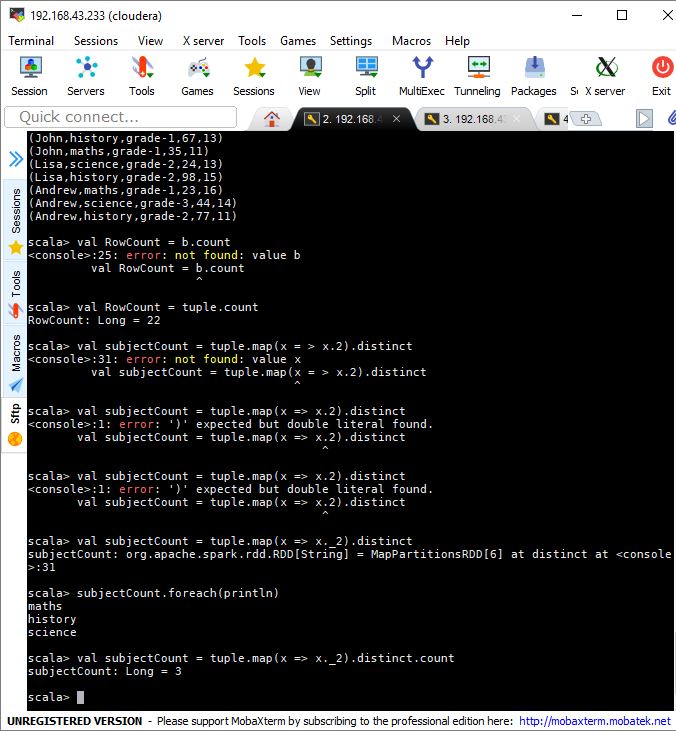 192.168.43.233 (cloudera)
Terminal Sessions View X server Tools Games Settings Macros Help
Session Servers Tools Games Sessions View Split MultiExec Tunneling Packages Se X server Exit
Quick connect... 2. 192.168.4 3. 192.168.43 4
Sessions
Tools
Macros
Sftp
(John,history,grade-1,67,13)
(John,maths,grade-1,35,11)
(Lisa,science,grade-2,24,13)
(Lisa,history,grade-2,98,15)
(Andrew,maths,grade-1,23,16)
(Andrew,science,grade-3,44,14)
(Andrew,history,grade-2,77,11)
scala> val RowCount = b.count
<console>:25: error: not found: value b
val RowCount = b.count
^
scala> val RowCount = tuple.count
RowCount: Long = 22
scala> val subjectCount = tuple.map(x = > x.2).distinct
<console>:31: error: not found: value x
val subjectCount = tuple.map(x = > x.2).distinct
^
scala> val subjectCount = tuple.map(x => x.2).distinct
<console>:1: error: ')' expected but double literal found.
val subjectCount = tuple.map(x => x.2).distinct
^
scala> val subjectCount = tuple.map(x => x.2).distinct
<console>:1: error: ')' expected but double literal found.
val subjectCount = tuple.map(x => x.2).distinct
^
scala> val subjectCount = tuple.map(x => x._2).distinct
subjectCount: org.apache.spark.rdd.RDD[String] = MapPartitionsRDD[6] at distinct at <console
>:31
scala> subjectCount.foreach(println)
maths
history
science
scala> val subjectCount = tuple.map(x => x._2).distinct.count
subjectCount: Long = 3
scala>
UNREGISTERED VERSION - Please support MobaXterm by subscribing to the professional edition here: http://mobaxterm.mobatek.net